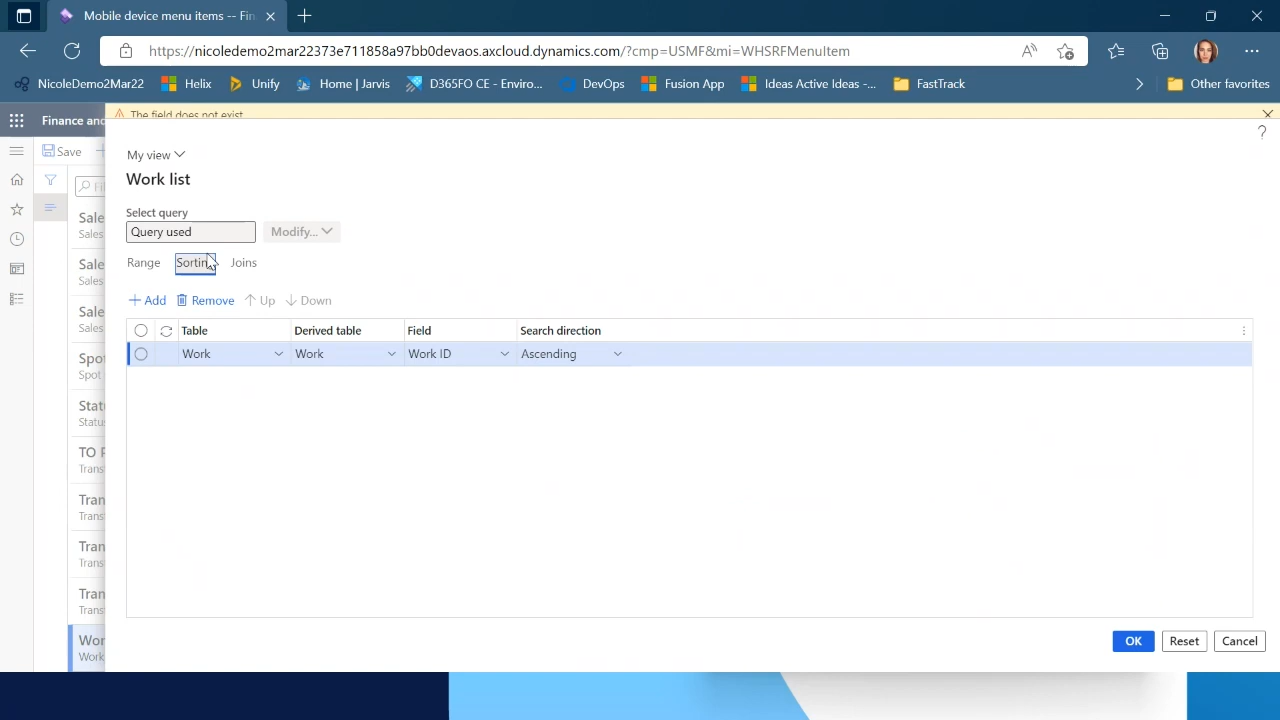 Mobile device menu items -- Fin
https://nicoledemo2mar22373e711858a97bb0devaos.axcloud.dynamics.com/?cmp=USMF&mi=WHSRFMenuItem
NicoleDemo2Mar22 Helix Unify Home | Jarvis D365FO CE - Enviro... DevOps Fusion App Ideas Active Ideas -... FastTrack Other favorites
Finance and
The field does not exist
Save
My view
Work list
Select query
Query used Modify...
Range Sorting Joins
Add Remove Up Down
Table Derived table Field Search direction
Work Work Work ID Ascending
Sale
Sales
Sale
Sales
Sale
Sales
Spot
Spot
Stat
Statu
TO P
Trans
Tran
Trans
Tran
Trans
Tran
Trans
Wor
Work
OK Reset Cancel